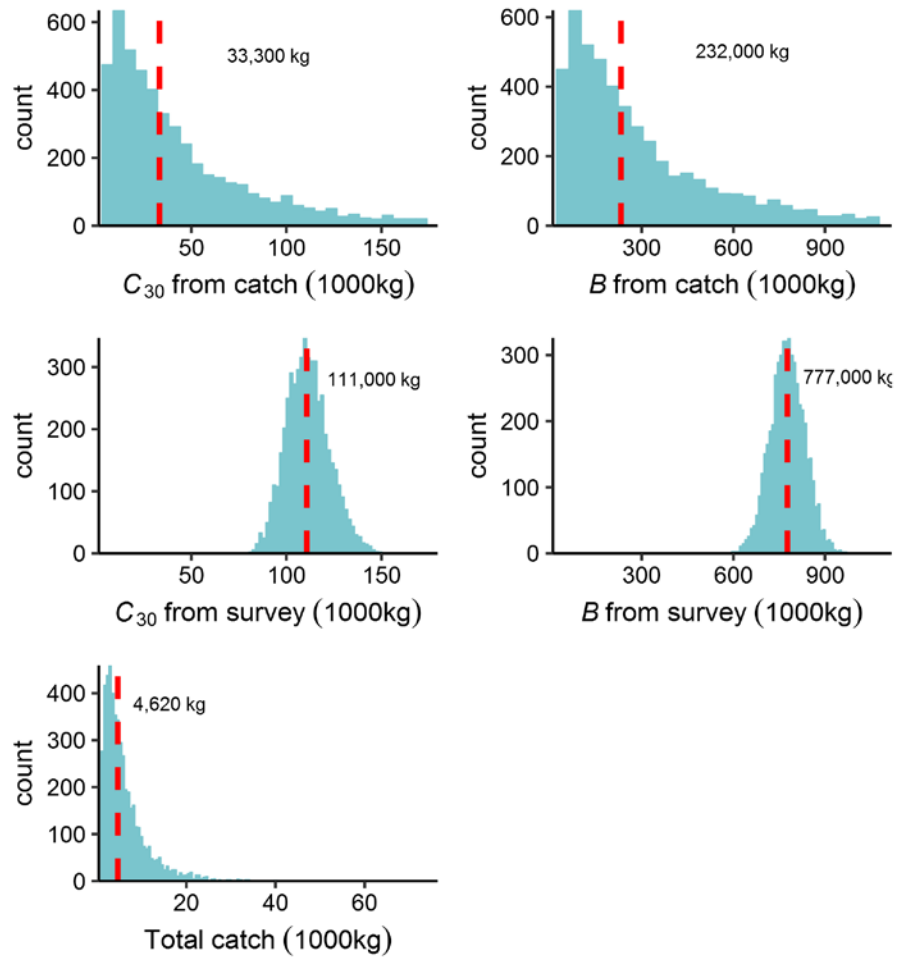 600
400
200
0
count
33,300 kg
50
100
150
C30 from catch (1000kg)
600
400
200
0
count
232,000 kg
300
600
900
B from catch (1000kg)
300
200
100
0
count
111,000 kg
50
100
150
C30 from survey (1000kg)
300
200
100
0
count
777,000 kg
300
600
900
B from survey (1000kg)
400
300
200
100
0
count
4,620 kg
20
40
60
Total catch (1000kg)